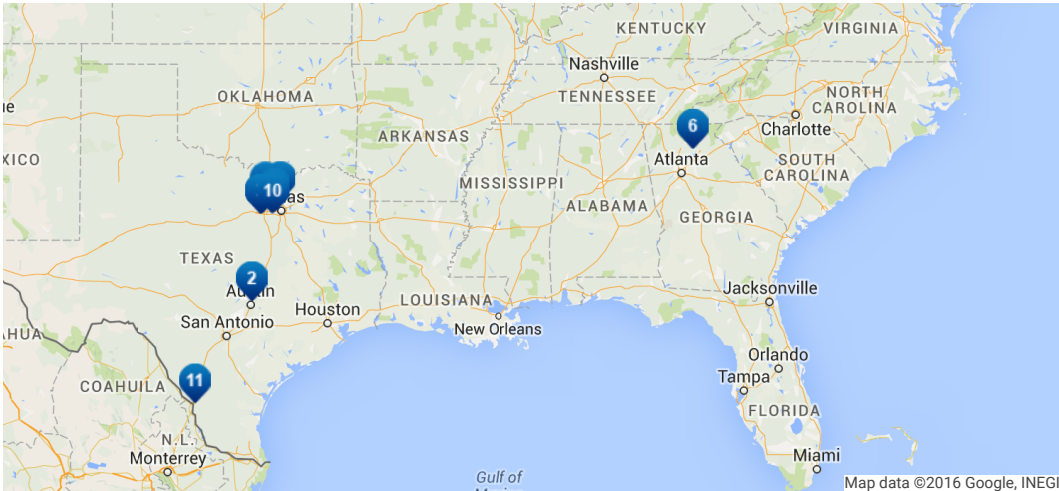 KENTUCKY
VIRGINIA
Nashville
TENNESSEE
OKLAHOMA
NORTH
CAROLINA
ARKANSAS
6
Charlotte
XICO
Atlanta
SOUTH
CAROLINA
MISSISSIPPI
10
as
ALABAMA
GEORGIA
TEXAS
2
Austin
LOUISIANA
Jacksonville
Houston
San Antonio
New Orleans
AHUA
Orlando
11
COAHUILA
Tampa
FLORIDA
N.L.
Monterrey
Miami
Gulf of
Map data ©2016 Google, INEGI